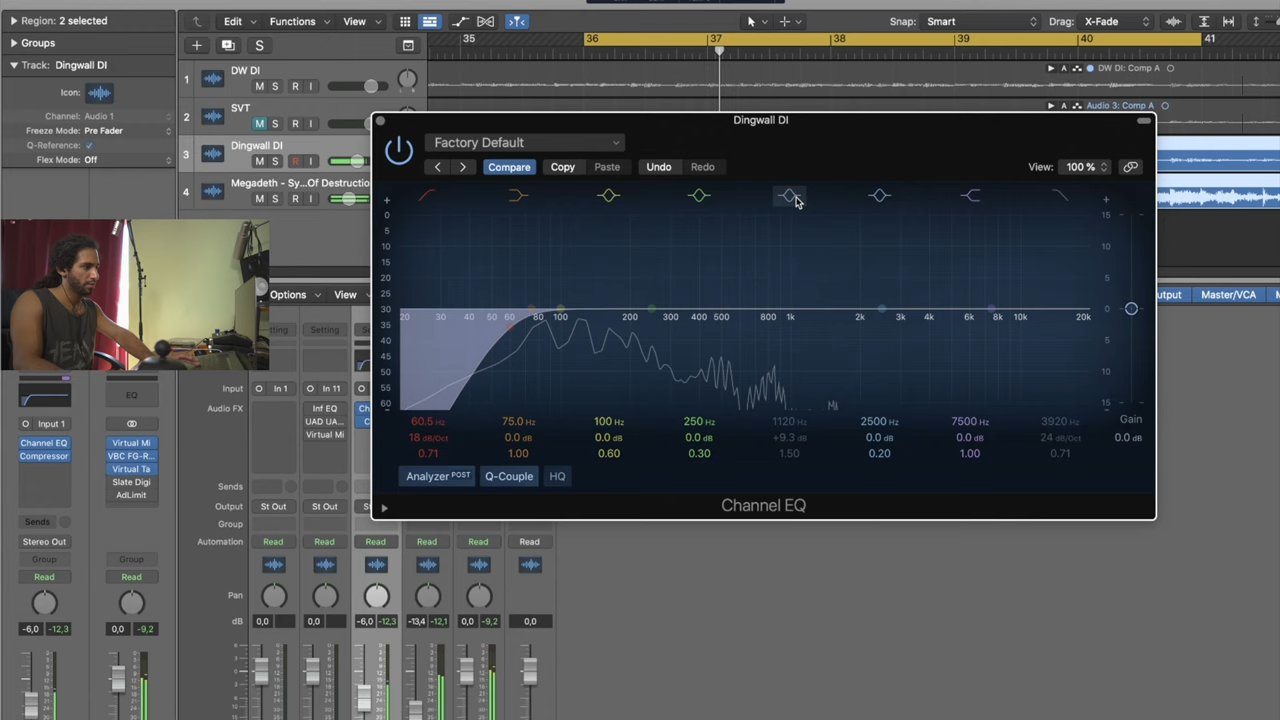 Region: 2 selected
Edit
Functions
View
Snap: Smart
Drag: X-Fade
Groups
S
35
36
37
38
39
40
41
Track: Dingwall DI
Icon:
Channel: Audio 1
Freeze Mode: Pre Fader
Q-Reference:
Flex Mode: Off
1
DW DI
M S R I
A DW DI: Comp A
2
SVT
M S R I
A Audio 3: Comp A
3
Dingwall DI
M S R I
4
Megadeth - Sy...Of Destruction
M S R I
Dingwall DI
Factory Default
Compare
Copy
Paste
Undo
Redo
View: 100 %
+
0
5
10
15
20
25
30
35
40
45
50
55
60
+
15
10
5
0
5
10
15
20 30 40 50 60 80 100 200 300 400 500 800 1k 2k 3k 4k 6k 8k 10k 20k
60.5 Hz 75.0 Hz 100 Hz 250 Hz 1120 Hz 2500 Hz 7500 Hz 3920 Hz Gain
18 dB/Oct 0.0 dB 0.0 dB 0.0 dB +9.3 dB 0.0 dB 0.0 dB 24 dB/Oct 0.0 dB
0.71 1.00 0.60 0.30 1.50 0.20 1.00 0.71
Analyzer POST
Q-Couple
HQ
Channel EQ
Options
View
Master/VCA
Setting
EQ
Input
In 1
In 11
Input 1
Audio FX
Inf EQ
UAD UA...
Virtual Mi
Channel EQ
Compressor
Virtual Mi
VBC FG-R...
Virtual Ta
Slate Digi
AdLimit
Sends
Sends
Output
St Out
St Out
Stereo Out
Group
Group
Group
Automation
Read
Read
Read
Read
Read
Read
Read
Read
Pan
dB
0,0
0,0
-6,0 -12,3
-13,4 -12,1
0,0 -9,2
0,0
-6,0 -12,3
0,0 -9,2